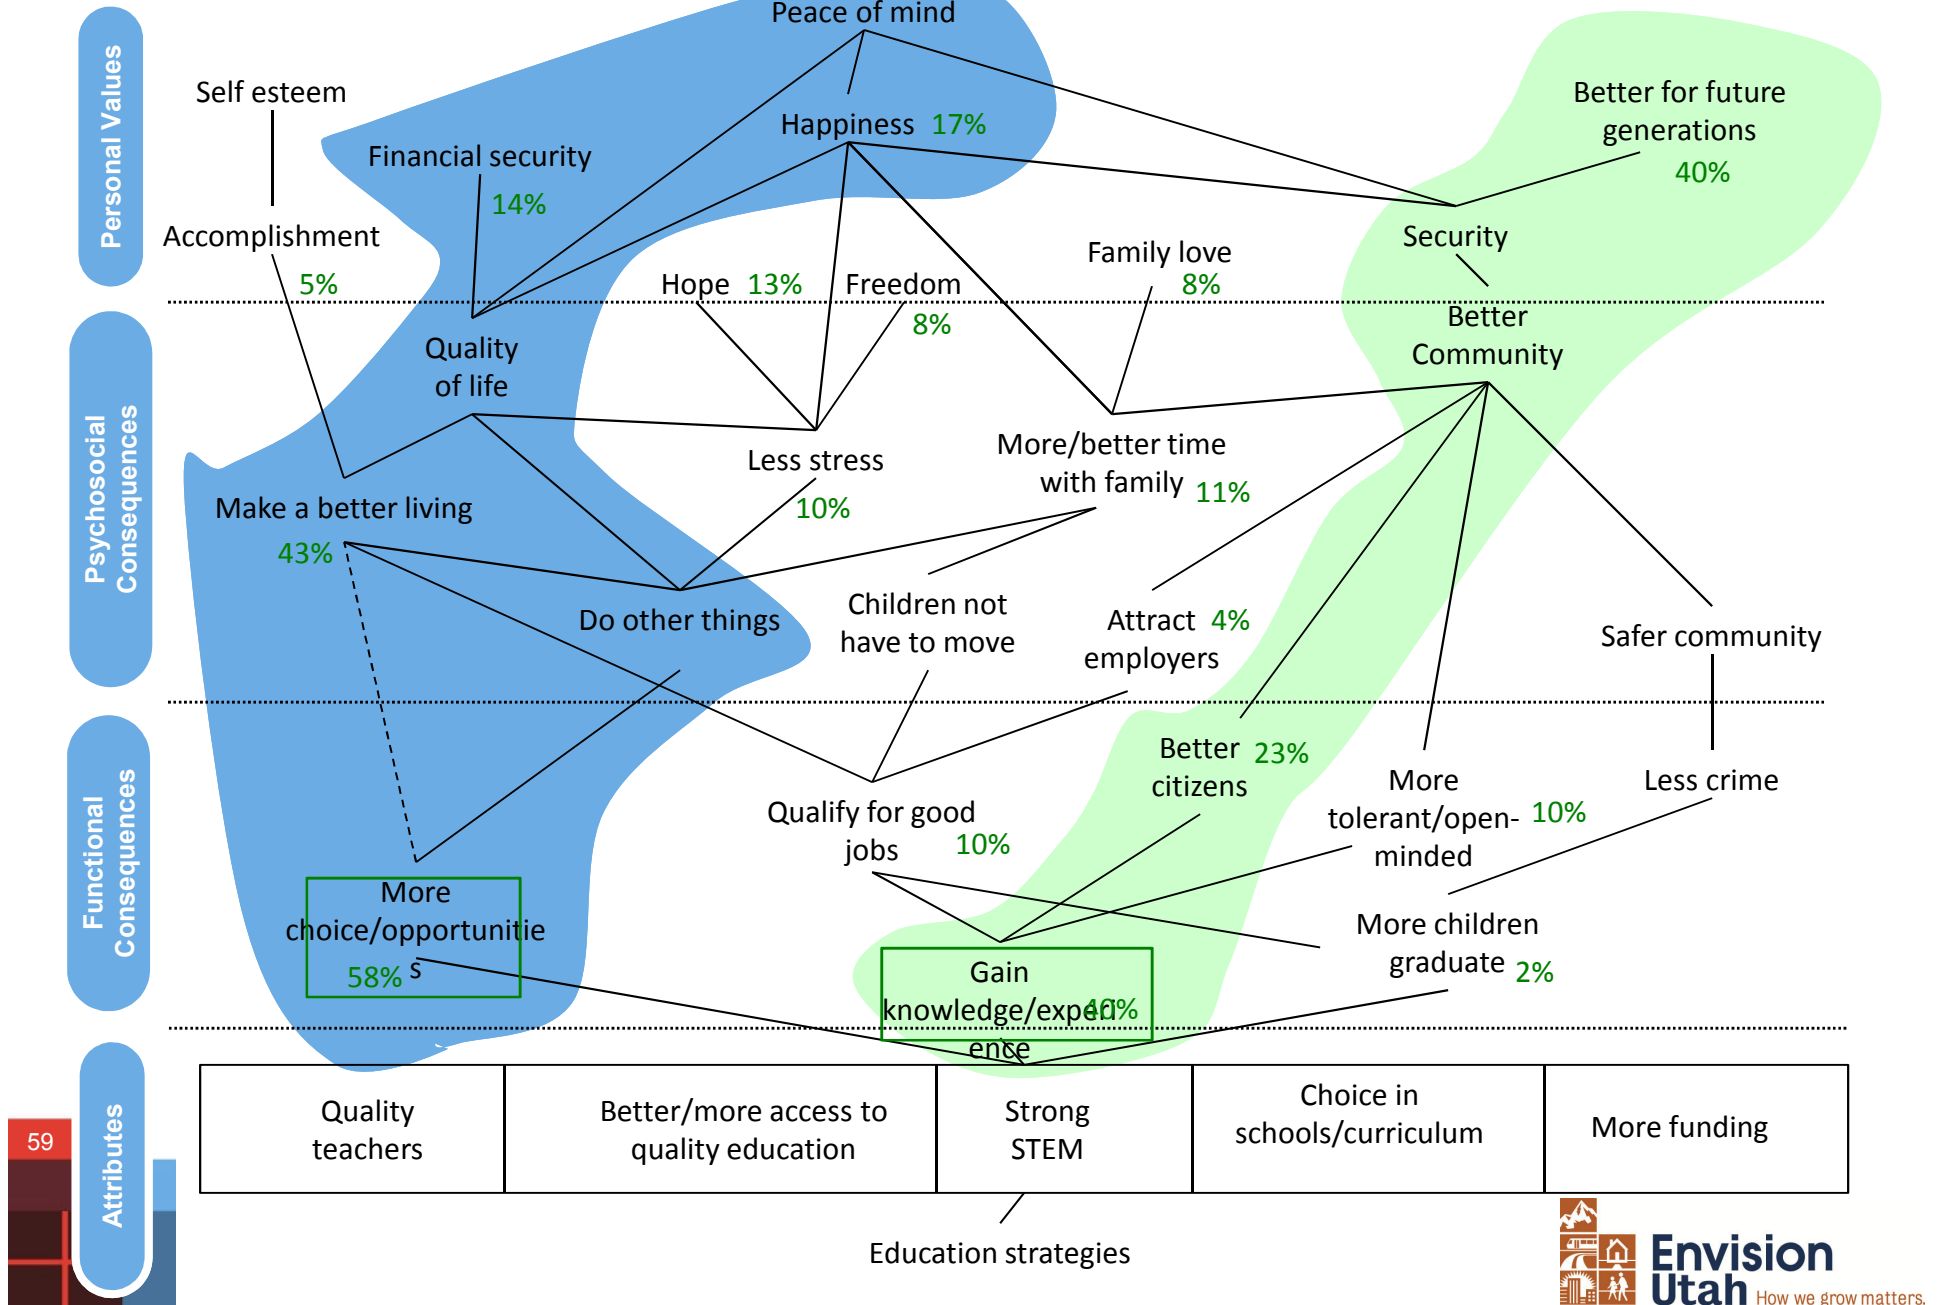 Peace of mind
Personal Values
Self esteem
Better for future
generations
40%
Happiness 17%
Financial security
14%
Accomplishment
5%
Security
Family love
8%
Hope 13%
Freedom
8%
Psychosocial
Consequences
Better
Community
Quality
of life
Less stress
10%
More/better time
with family 11%
Make a better living
43%
Do other things
Children not
have to move
Attract 4%
employers
Safer community
Functional
Consequences
Better 23%
citizens
More
tolerant/open-
minded
10%
Less crime
Qualify for good
jobs
10%
More
choice/opportunitie
s
58%
More children
graduate 2%
Gain
knowledge/experi
ence
40%
Attributes
Quality
teachers
Better/more access to
quality education
Strong
STEM
Choice in
schools/curriculum
More funding
59
Education strategies
Envision
Utah How we grow matters.